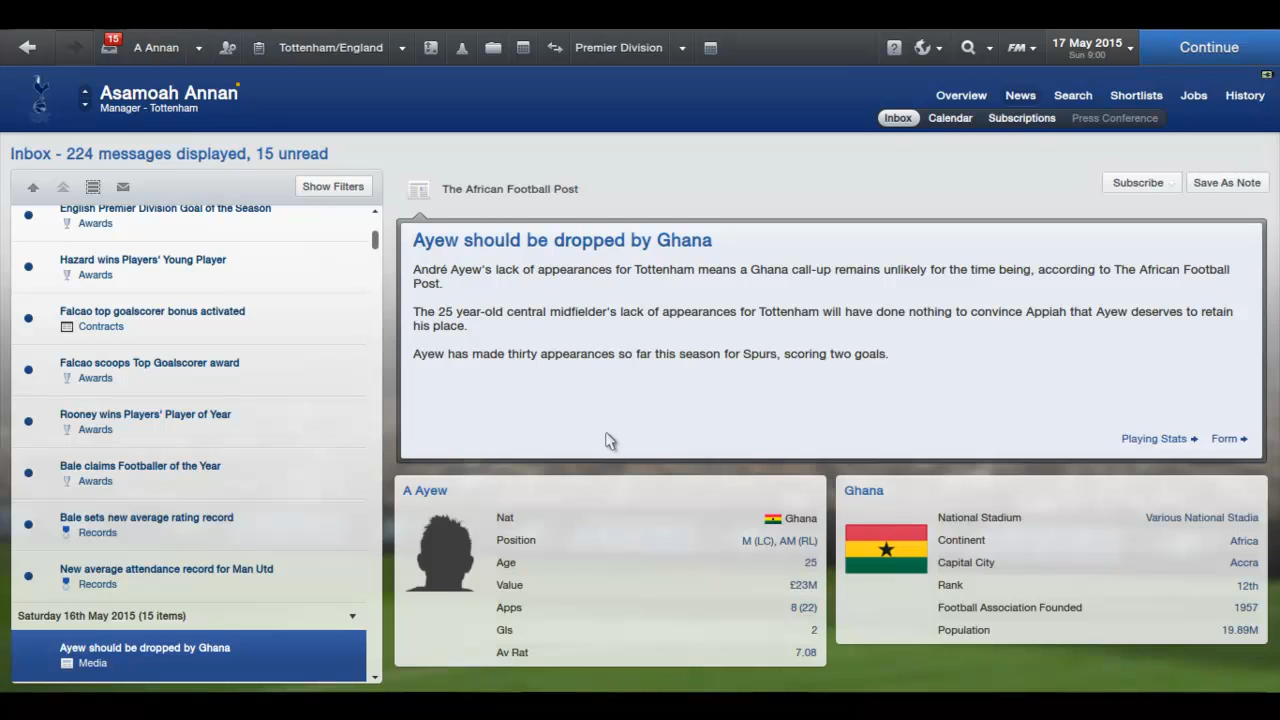 15
A Annan
Tottenham/England
Premier Division
?
FM
17 May 2015
Sun 9:00
Continue
Asamoah Annan
Manager - Tottenham
Overview News Search Shortlists Jobs History
Inbox Calendar Subscriptions Press Conference
Inbox - 224 messages displayed, 15 unread
Show Filters
English Premier Division Goal of the Season
Awards
Hazard wins Players' Young Player
Awards
Falcao top goalscorer bonus activated
Contracts
Falcao scoops Top Goalscorer award
Awards
Rooney wins Players' Player of Year
Awards
Bale claims Footballer of the Year
Awards
Bale sets new average rating record
Records
New average attendance record for Man Utd
Records
Saturday 16th May 2015 (15 items)
Ayew should be dropped by Ghana
Media
The African Football Post
Subscribe
Save As Note
Ayew should be dropped by Ghana
André Ayew's lack of appearances for Tottenham means a Ghana call-up remains unlikely for the time being, according to The African Football
Post.
The 25 year-old central midfielder's lack of appearances for Tottenham will have done nothing to convince Appiah that Ayew deserves to retain
his place.
Ayew has made thirty appearances so far this season for Spurs, scoring two goals.
Playing Stats
Form
A Ayew
Nat Ghana
Position M (LC), AM (RL)
Age 25
Value £23M
Apps 8 (22)
Gls 2
Av Rat 7.08
Ghana
National Stadium Various National Stadia
Continent Africa
Capital City Accra
Rank 12th
Football Association Founded 1957
Population 19.89M